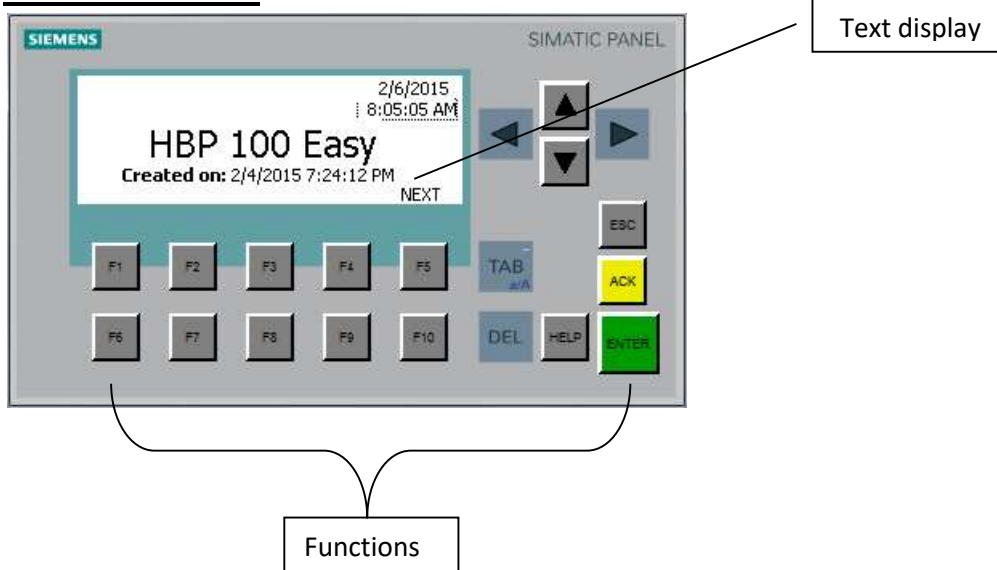 Text display
SIEMENS
SIMATIC PANEL
2/6/2015
8:05:05 AM
HBP 100 Easy
Created on: 2/4/2015 7:24:12 PM
NEXT
ESC
F1 F2 F3 F4 F5 TAB
a/A
ACK
F6 F7 F8 F9 F10 DEL HELP ENTER
Functions